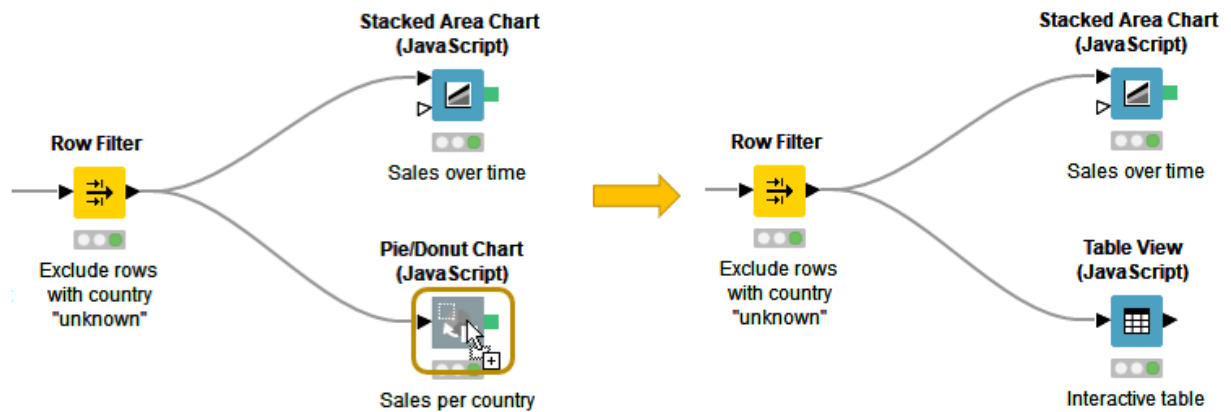 Stacked Area Chart
(JavaScript)
Sales over time
Row Filter
Exclude rows
with country
"unknown"
Pie/Donut Chart
(JavaScript)
Sales per country
Stacked Area Chart
(JavaScript)
Sales over time
Row Filter
Exclude rows
with country
"unknown"
Table View
(JavaScript)
Interactive table